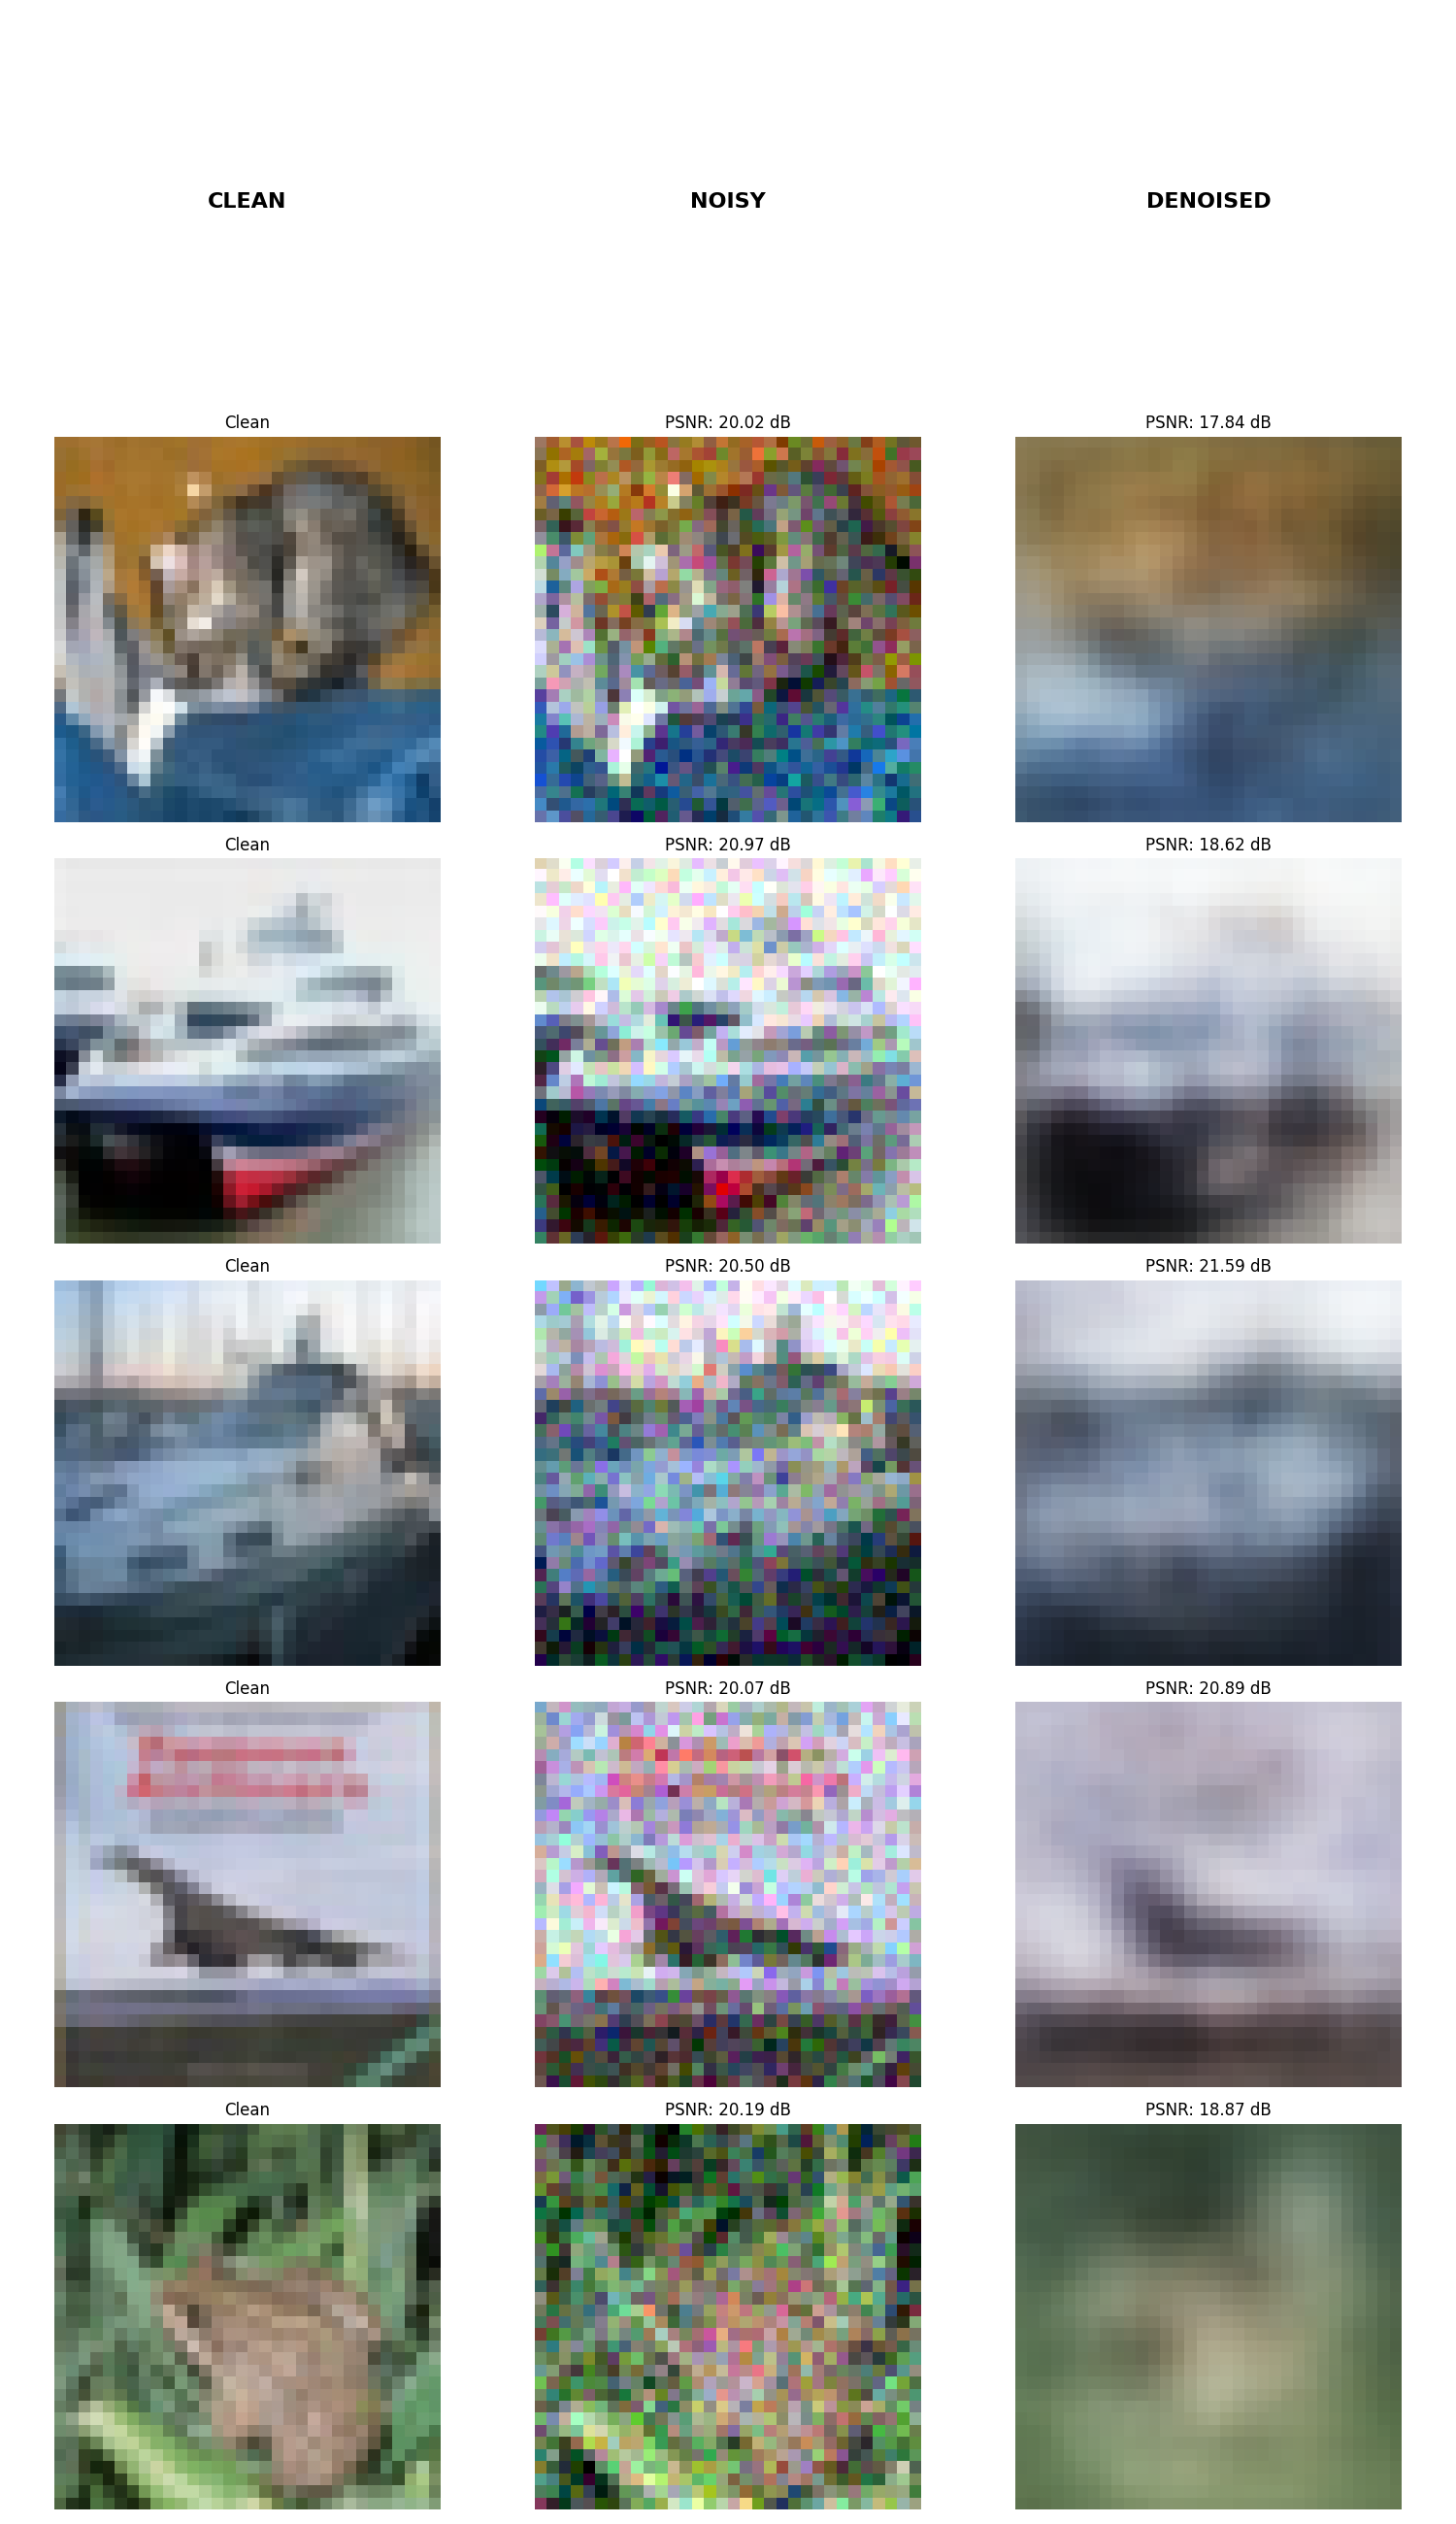 CLEAN NOISY DENOISED
Clean PSNR: 20.02 dB PSNR: 17.84 dB
Clean PSNR: 20.97 dB PSNR: 18.62 dB
Clean PSNR: 20.50 dB PSNR: 21.59 dB
Clean PSNR: 20.07 dB PSNR: 20.89 dB
Clean PSNR: 20.19 dB PSNR: 18.87 dB